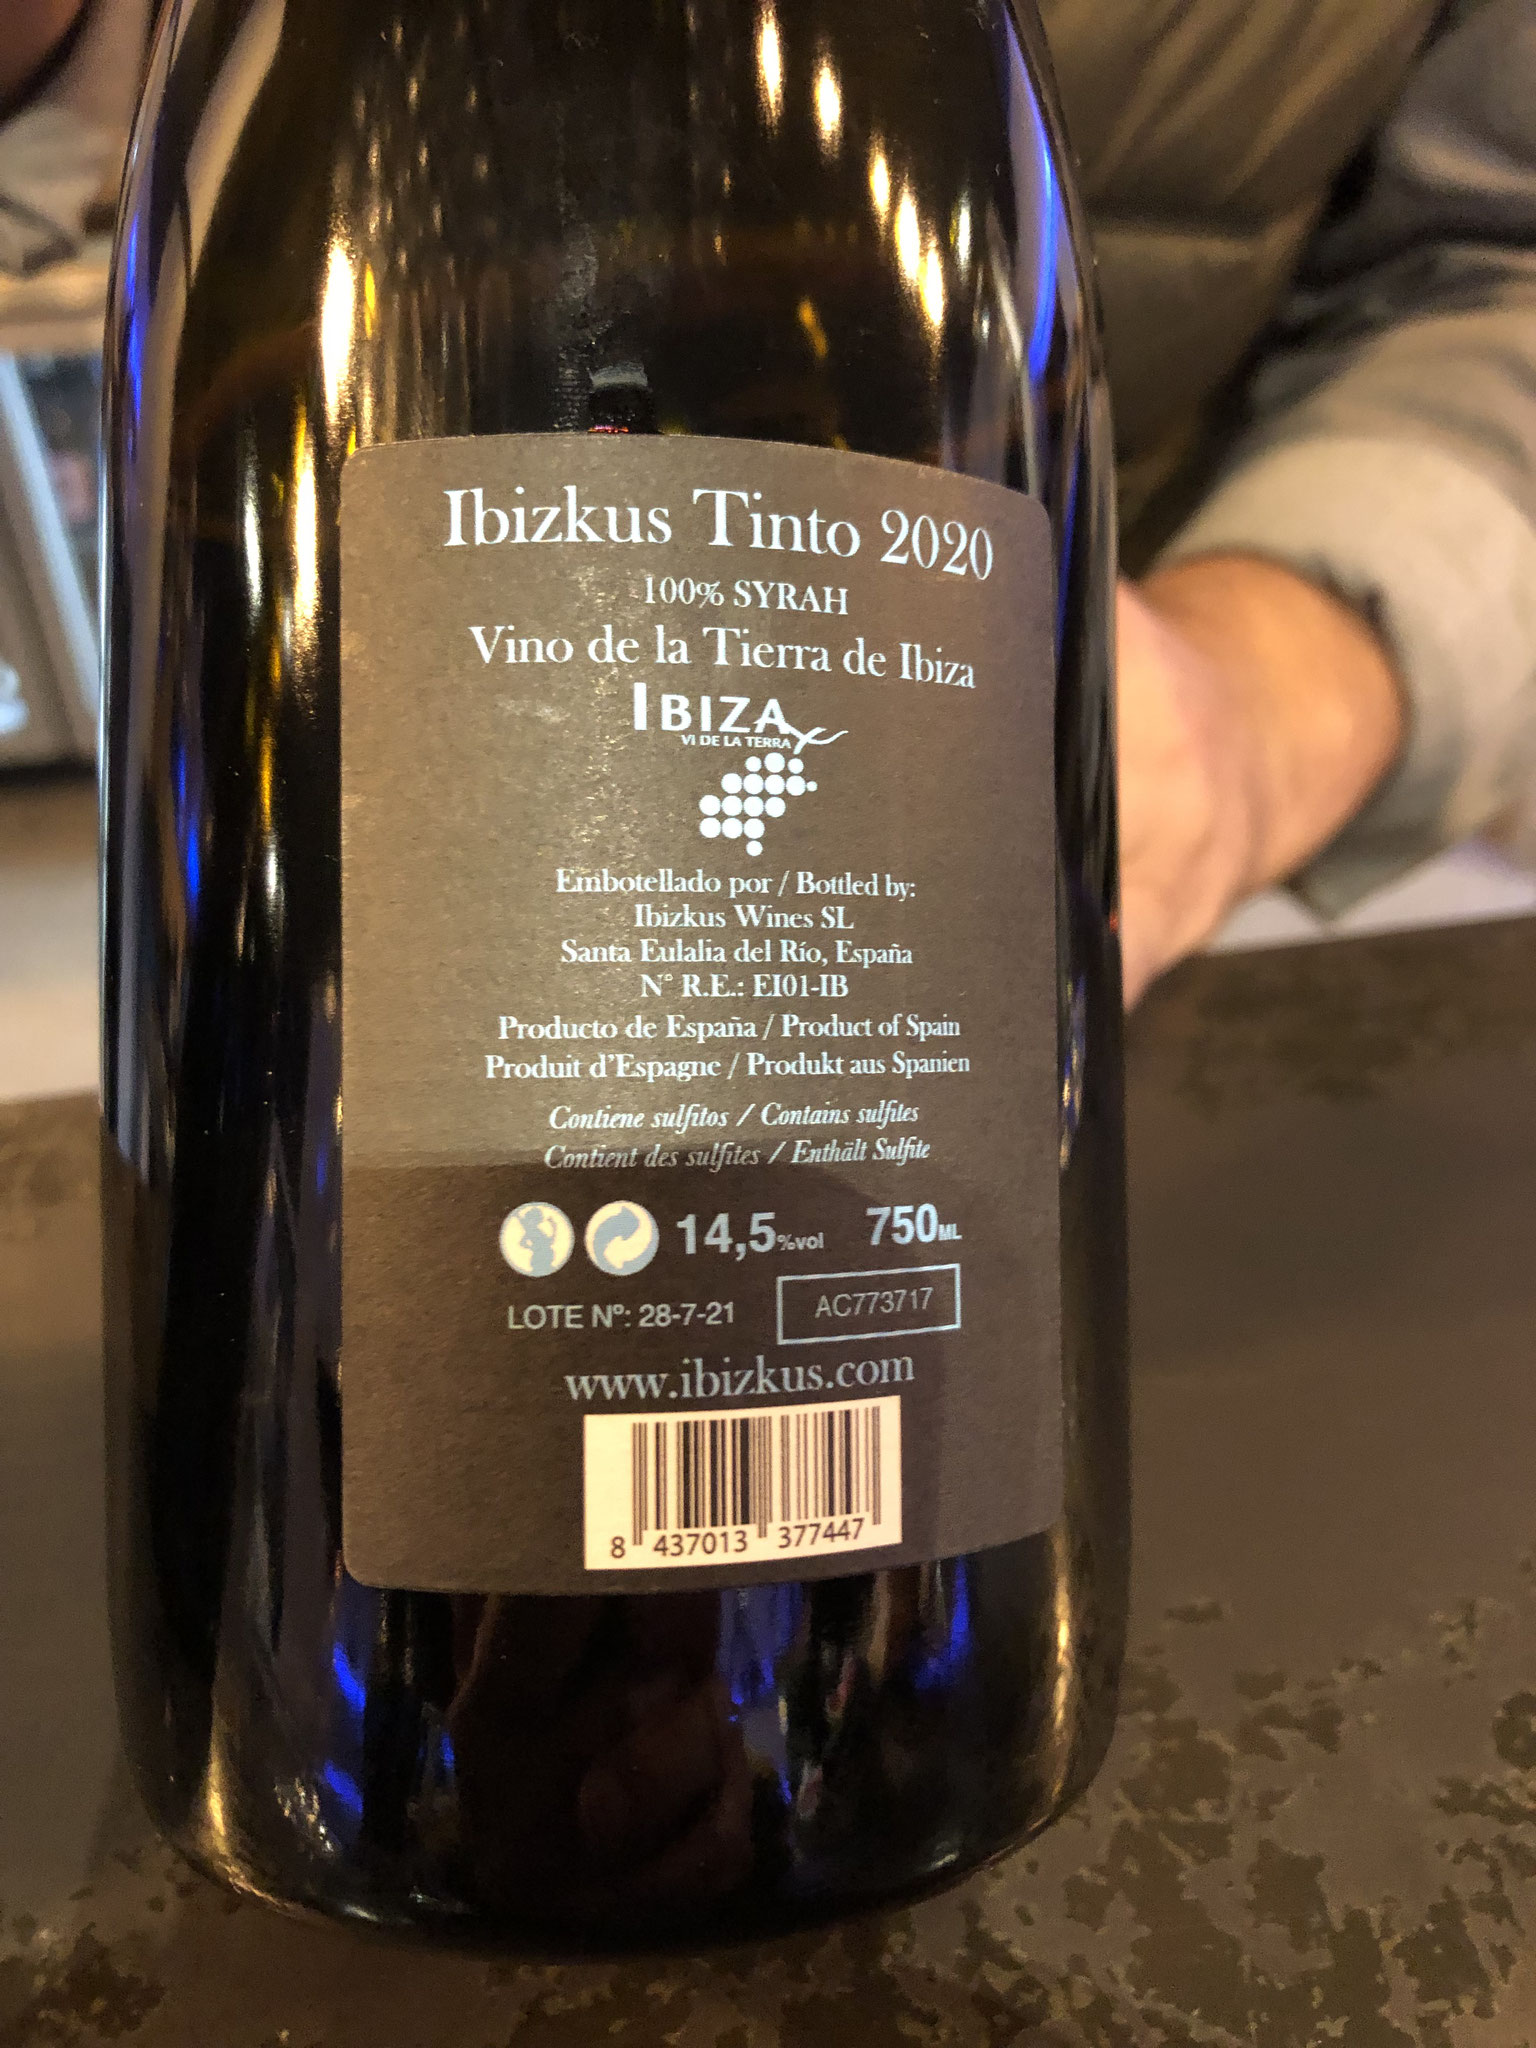 Ibizkus Tinto 2020
100% SYRAH
Vino de la Tierra de Ibiza
IBIZA
VI DE LA TERRA
Embotellado por / Bottled by:
Ibizkus Wines SL
Santa Eulalia del Río, España
N° R.E.: EI01-IB
Producto de España / Product of Spain
Produit d'Espagne / Produkt aus Spanien
Contiene sulfitos / Contains sulfites
Contient des sulfites / Enthält Sulfite
14,5%vol 750ML
LOTE Nº: 28-7-21 AC773717
www.ibizkus.com
8 437013 377447